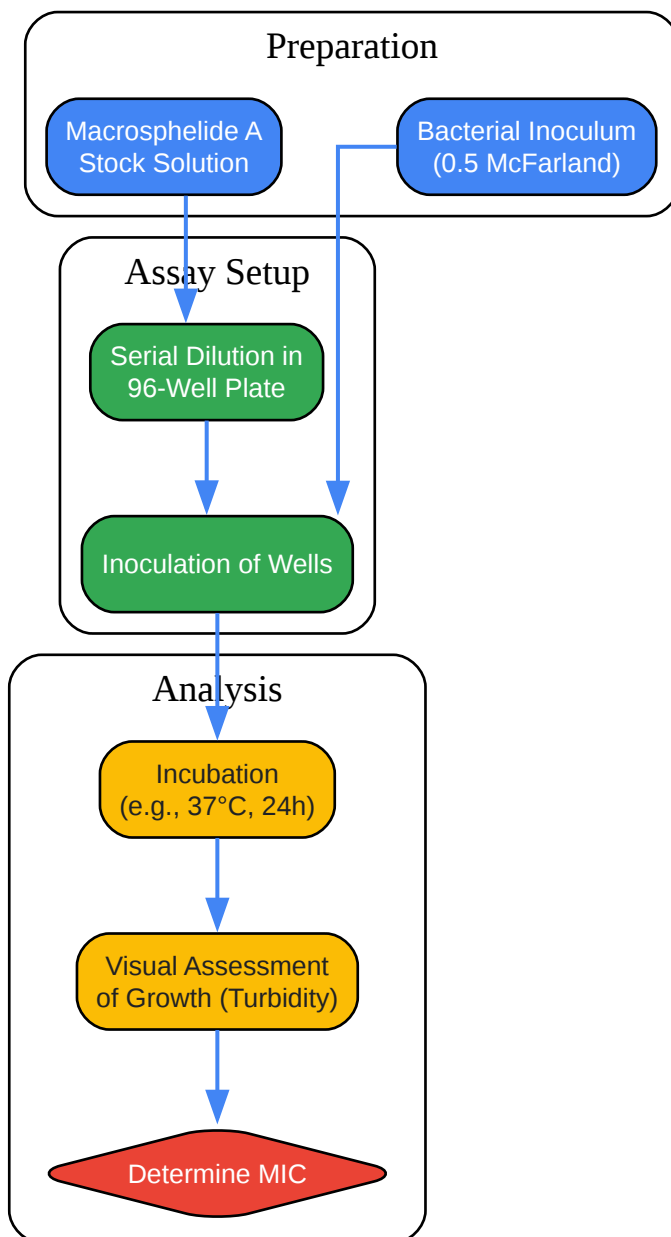 Preparation
Macrosphelide A
Stock Solution
Bacterial Inoculum
(0.5 McFarland)
Assay Setup
Serial Dilution in
96-Well Plate
Inoculation of Wells
Analysis
Incubation
(e.g., 37°C, 24h)
Visual Assessment
of Growth (Turbidity)
Determine MIC